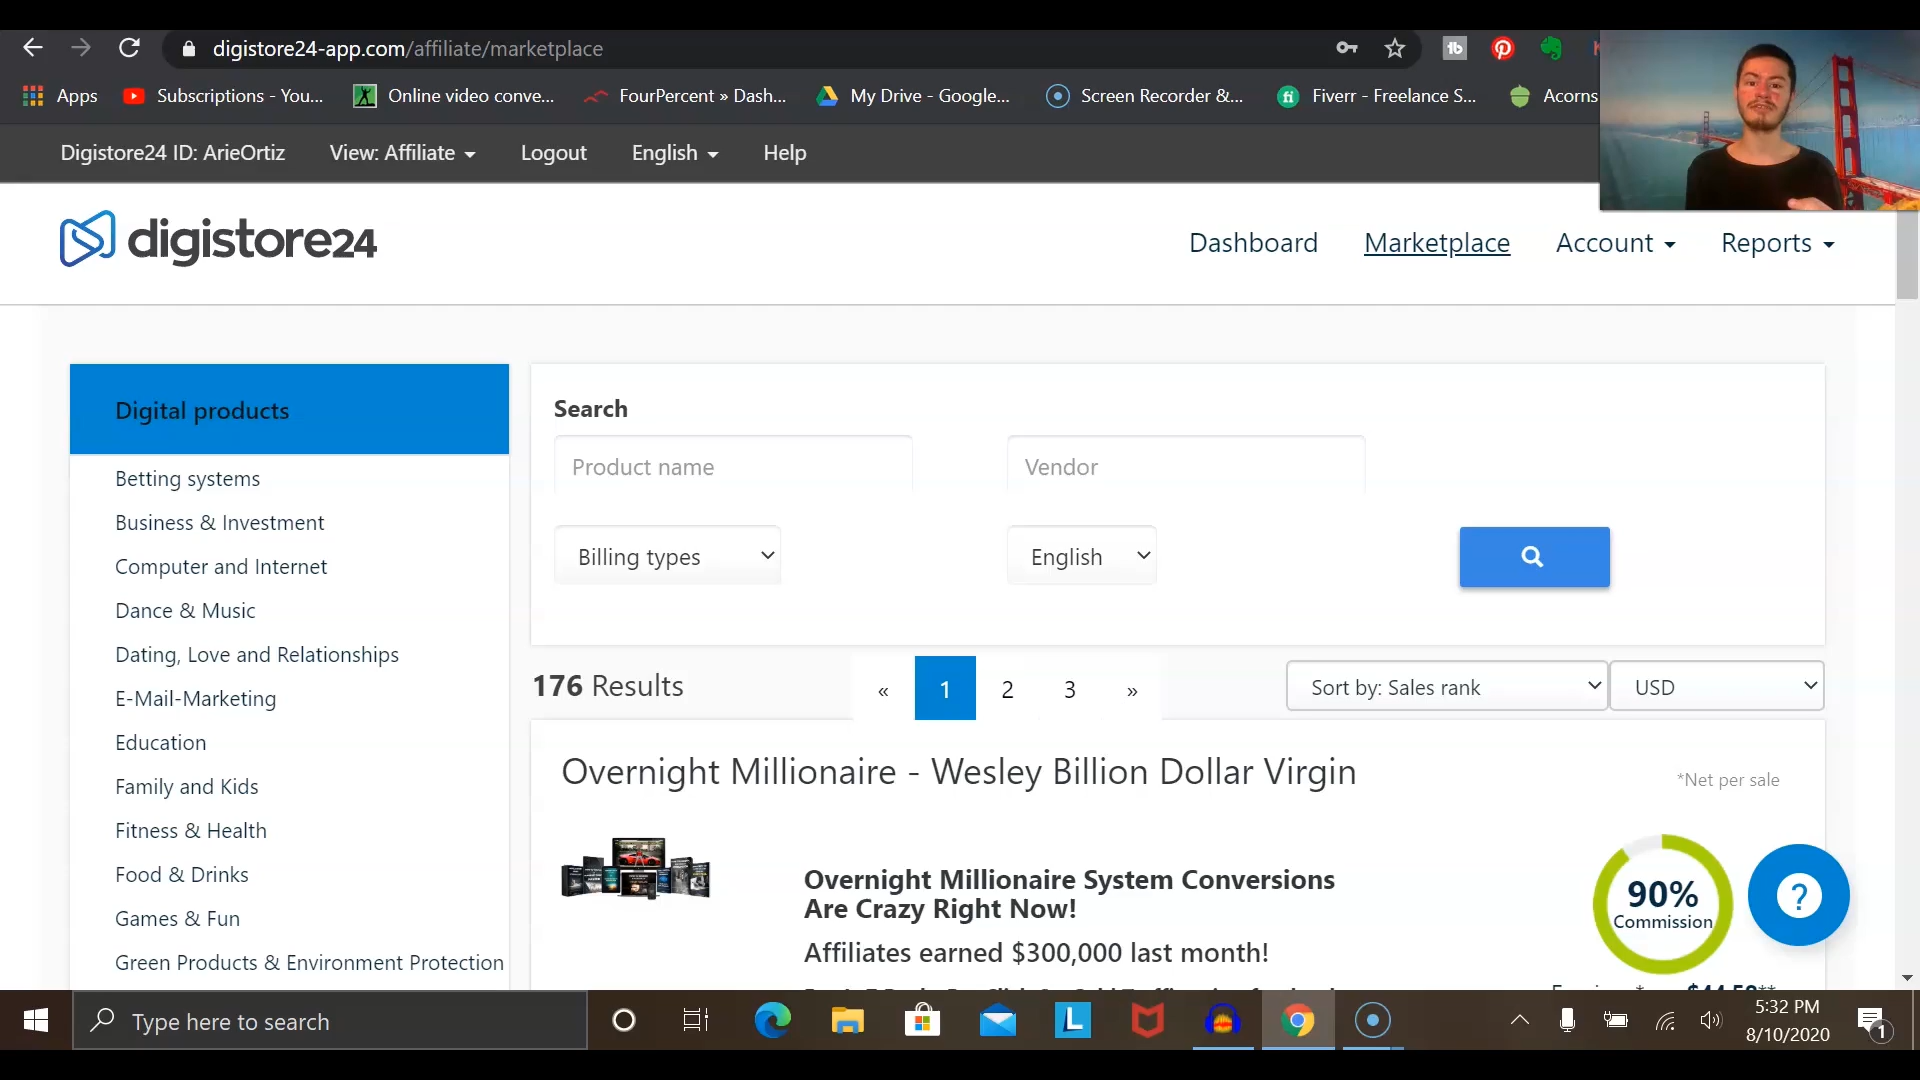 digistore24-app.com/affiliate/marketplace
Apps
Subscriptions - You...
Online video conve...
FourPercent » Dash...
My Drive - Google...
Screen Recorder &...
Fiverr - Freelance S...
Acorns
Digistore24 ID: ArieOrtiz
View: Affiliate
Logout
English
Help
digistore24
Dashboard
Marketplace
Account
Reports
Digital products
Betting systems
Business & Investment
Computer and Internet
Dance & Music
Dating, Love and Relationships
E-Mail-Marketing
Education
Family and Kids
Fitness & Health
Food & Drinks
Games & Fun
Green Products & Environment Protection
Search
Product name
Vendor
Billing types
English
176 Results
« 1 2 3 »
Sort by: Sales rank
USD
Overnight Millionaire - Wesley Billion Dollar Virgin
*Net per sale
Overnight Millionaire System Conversions
Are Crazy Right Now!
Affiliates earned $300,000 last month!
90%
Commission
?
Type here to search
5:32 PM
8/10/2020
1